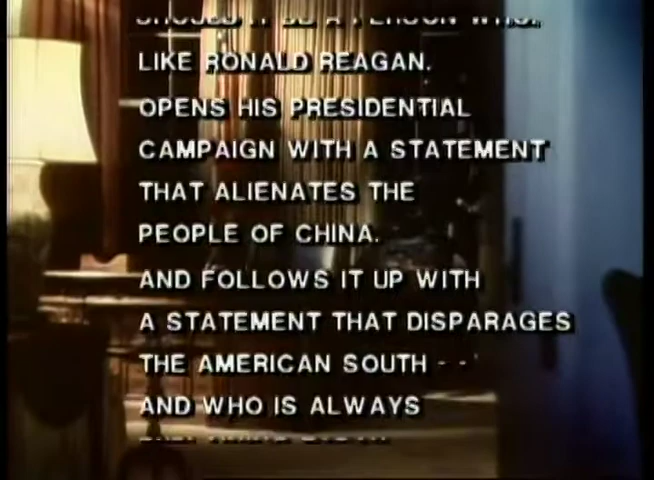 LIKE RONALD REAGAN.
OPENS HIS PRESIDENTIAL
CAMPAIGN WITH A STATEMENT
THAT ALIENATES THE
PEOPLE OF CHINA.
AND FOLLOWS IT UP WITH
A STATEMENT THAT DISPARAGES
THE AMERICAN SOUTH - -
AND WHO IS ALWAYS